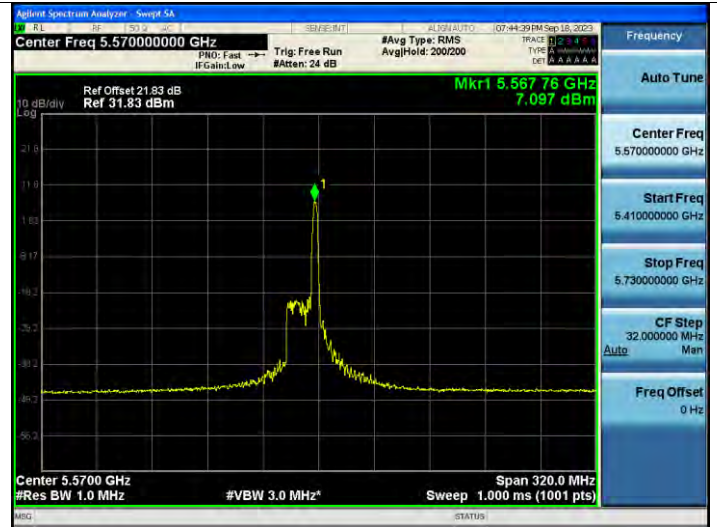 Agilent Spectrum Analyzer - Swept SA
RL RF 50 Ω AC SENSE:INT ALIGN AUTO 07:44:39 PM Sep 18, 2023
Center Freq 5.570000000 GHz
PNO: Fast
IFGain:Low
Trig: Free Run
#Atten: 24 dB
#Avg Type: RMS
Avg|Hold: 200/200
TRACE 1 2 3 4 5 6
TYPE A
DET A A A A A A
Mkr1 5.567 76 GHz
7.097 dBm
Ref Offset 21.83 dB
10 dB/div Ref 31.83 dBm
Log
21.8
11.8
1.83
-8.17
-18.2
-28.2
-38.2
-48.2
-58.2
1
Center 5.5700 GHz Span 320.0 MHz
#Res BW 1.0 MHz #VBW 3.0 MHz* Sweep 1.000 ms (1001 pts)
MSG STATUS
Frequency
Auto Tune
Center Freq
5.570000000 GHz
Start Freq
5.410000000 GHz
Stop Freq
5.730000000 GHz
CF Step
32.000000 MHz
Auto Man
Freq Offset
0 Hz